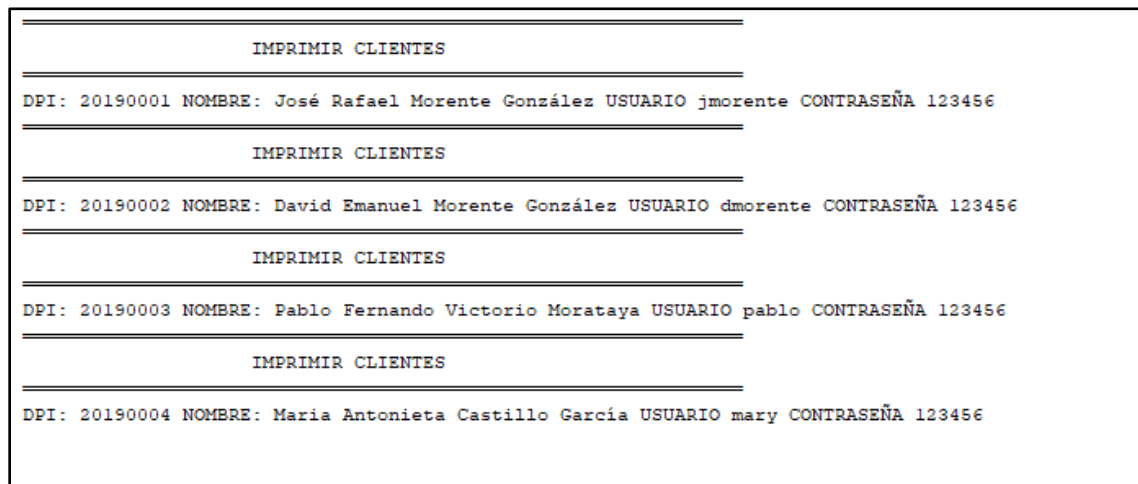 IMPRIMIR CLIENTES
DPI: 20190001 NOMBRE: José Rafael Morente González USUARIO jmorente CONTRASEÑA 123456
IMPRIMIR CLIENTES
DPI: 20190002 NOMBRE: David Emanuel Morente González USUARIO dmorente CONTRASEÑA 123456
IMPRIMIR CLIENTES
DPI: 20190003 NOMBRE: Pablo Fernando Victorio Morataya USUARIO pablo CONTRASEÑA 123456
IMPRIMIR CLIENTES
DPI: 20190004 NOMBRE: Maria Antonieta Castillo García USUARIO mary CONTRASEÑA 123456